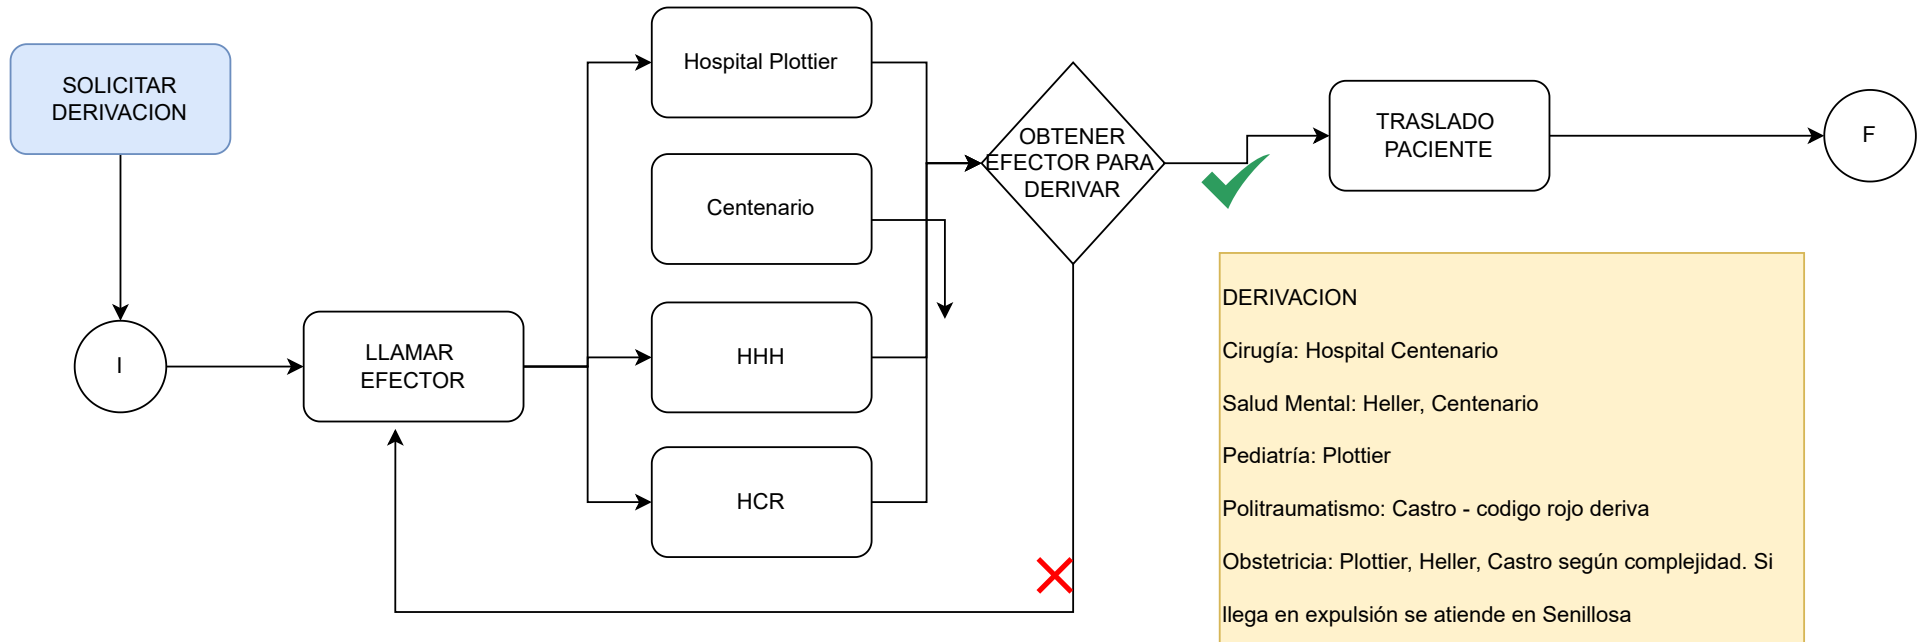 SOLICITAR
DERIVACION
I
LLAMAR
EFECTOR
Hospital Plottier
Centenario
HHH
HCR
OBTENER
EFECTOR PARA
DERIVAR
TRASLADO
PACIENTE
F
DERIVACION
Cirugía: Hospital Centenario
Salud Mental: Heller, Centenario
Pediatría: Plottier
Politraumatismo: Castro - codigo rojo deriva
Obstetricia: Plottier, Heller, Castro según complejidad. Si
llega en expulsión se atiende en Senillosa